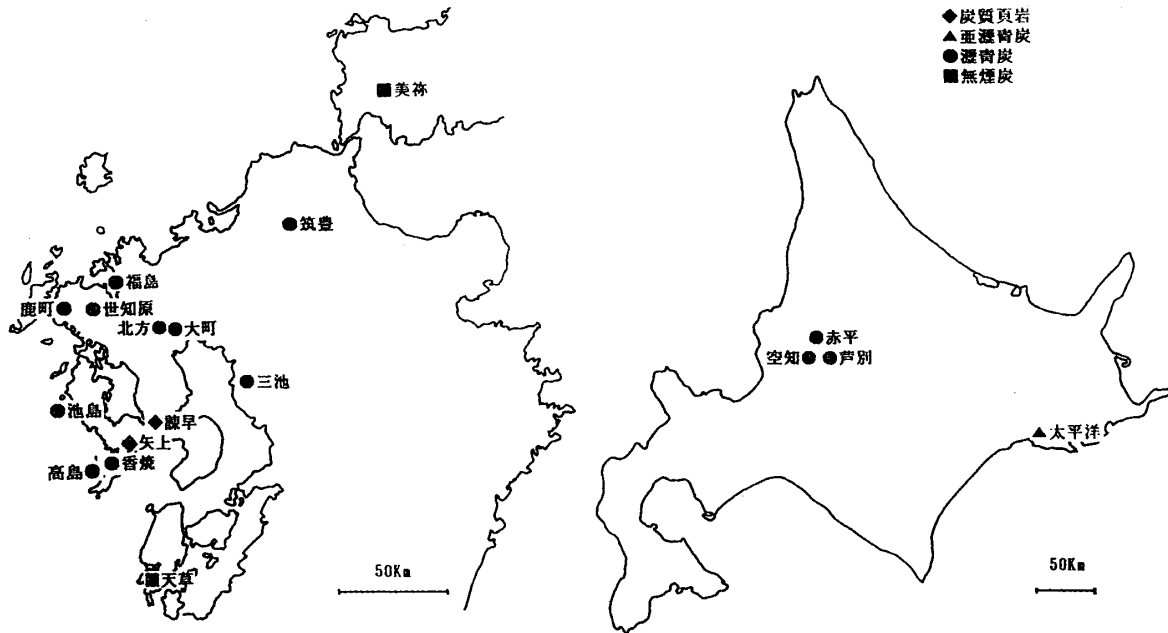 炭質頁岩
亜瀝青炭
瀝青炭
無煙炭
美祢
筑豊
福島
鹿町
世知原
北方
大町
三池
池島
諫早
矢上
香焼
高島
天草
50Km
赤平
空知
芦別
太平洋
50Km